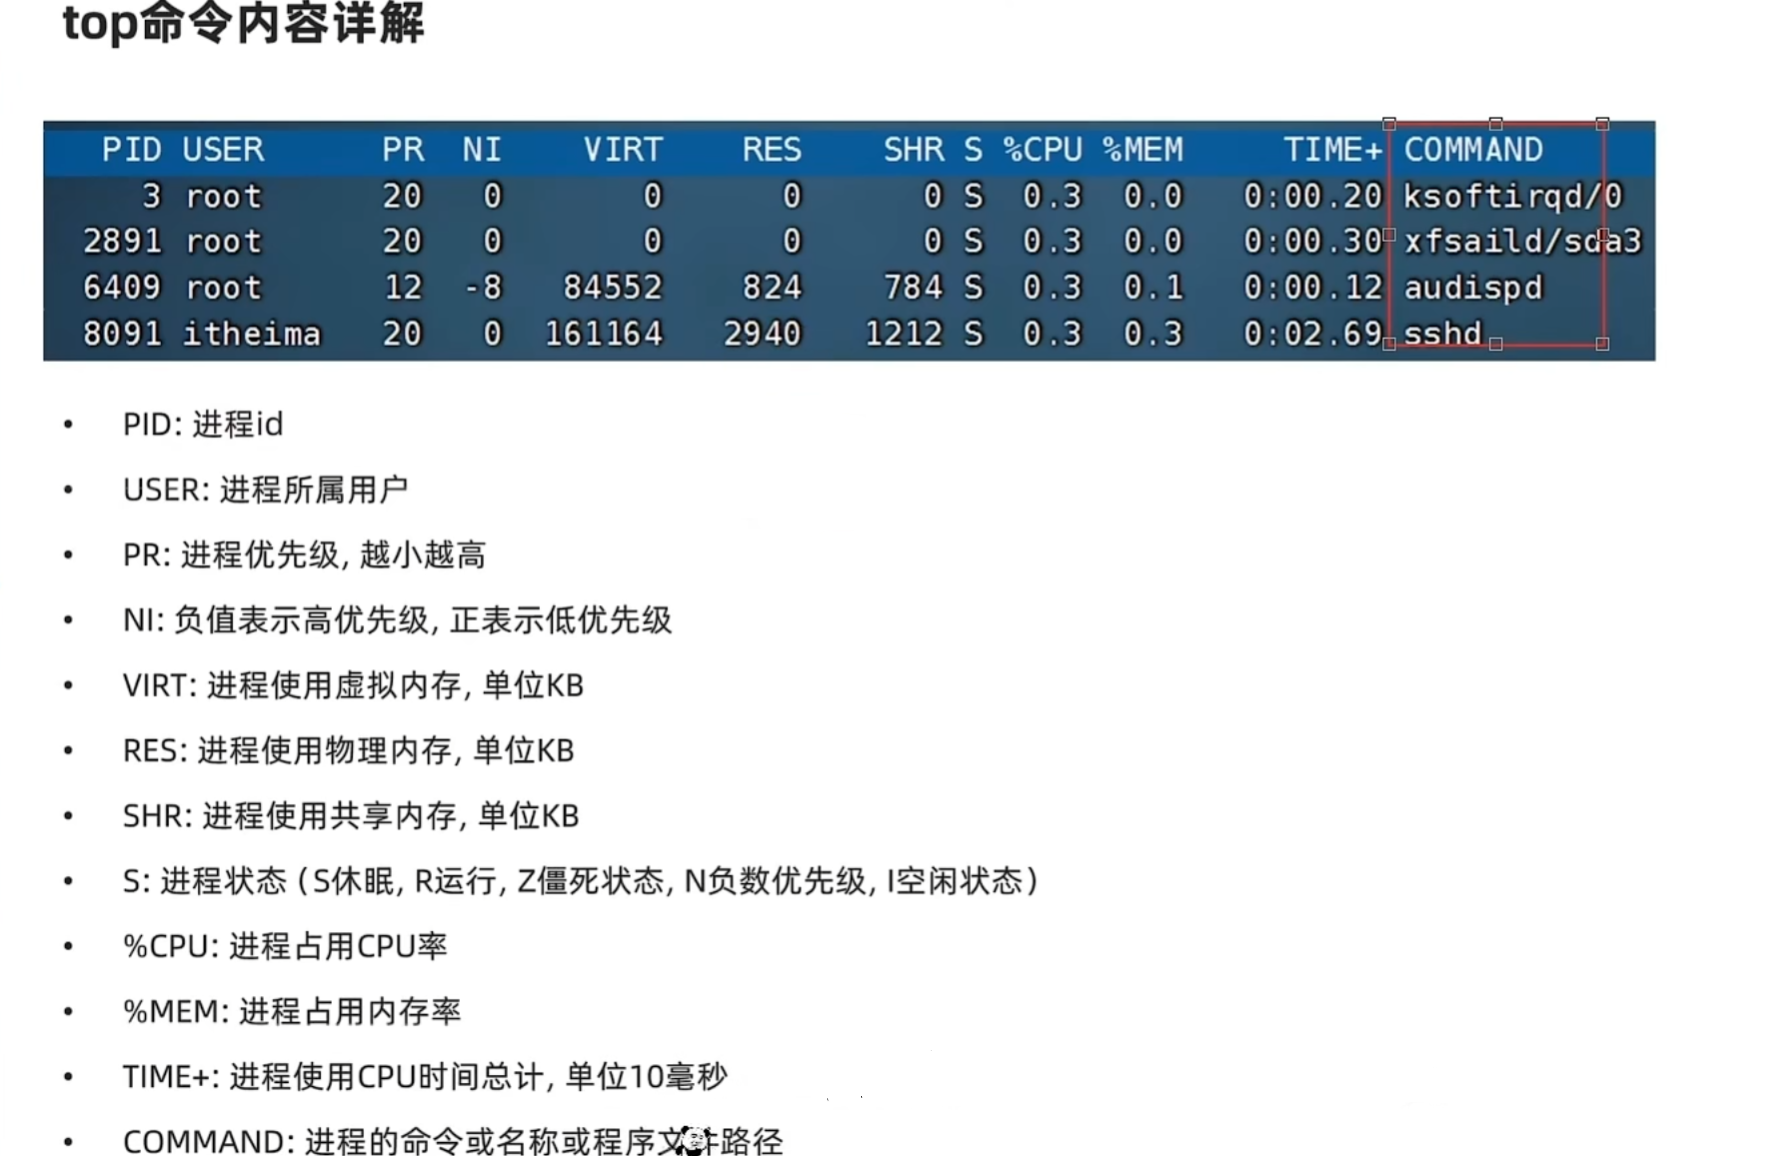 top命令内容详解
PID USER PR NI VIRT RES SHR S %CPU %MEM TIME+ COMMAND
3 root 20 0 0 0 0 S 0.3 0.0 0:00.20 ksoftirqd/0
2891 root 20 0 0 0 0 S 0.3 0.0 0:00.30 xfsaild/sda3
6409 root 12 -8 84552 824 784 S 0.3 0.1 0:00.12 audispd
8091 itheima 20 0 161164 2940 1212 S 0.3 0.3 0:02.69 sshd
• PID: 进程id
• USER: 进程所属用户
• PR: 进程优先级, 越小越高
• NI: 负值表示高优先级, 正表示低优先级
• VIRT: 进程使用虚拟内存, 单位KB
• RES: 进程使用物理内存, 单位KB
• SHR: 进程使用共享内存, 单位KB
• S: 进程状态 (S休眠, R运行, Z僵死状态, N负数优先级, I空闲状态)
• %CPU: 进程占用CPU率
• %MEM: 进程占用内存率
• TIME+: 进程使用CPU时间总计, 单位10毫秒
• COMMAND: 进程的命令或名称或程序文件路径